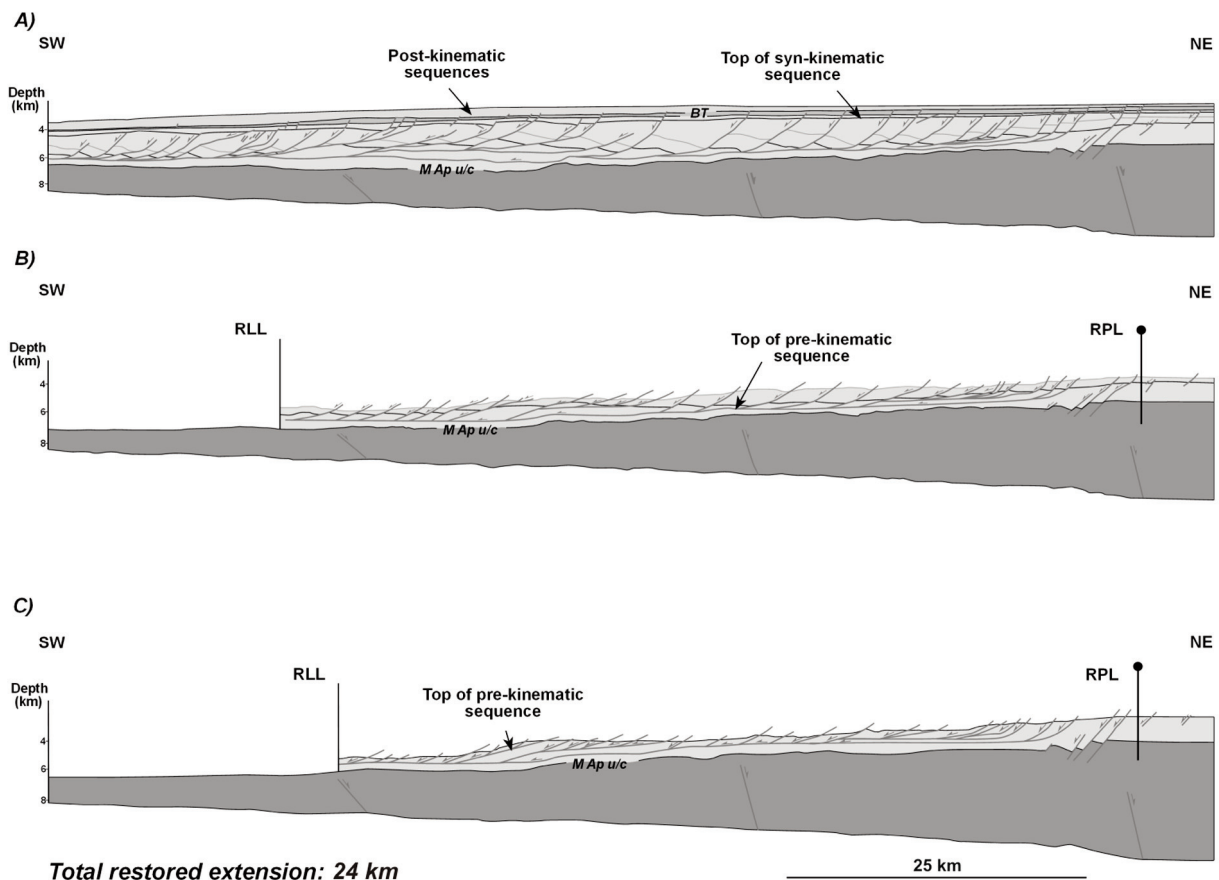 A)
SW
NE
Post-kinematic
sequences
Top of syn-kinematic
sequence
Depth
(km)
BT
4
6
M Ap u/c
8
B)
SW
NE
RLL
RPL
Top of pre-kinematic
sequence
Depth
(km)
4
6
M Ap u/c
8
C)
SW
NE
RLL
RPL
Top of pre-kinematic
sequence
Depth
(km)
4
M Ap u/c
6
8
25 km
Total restored extension: 24 km